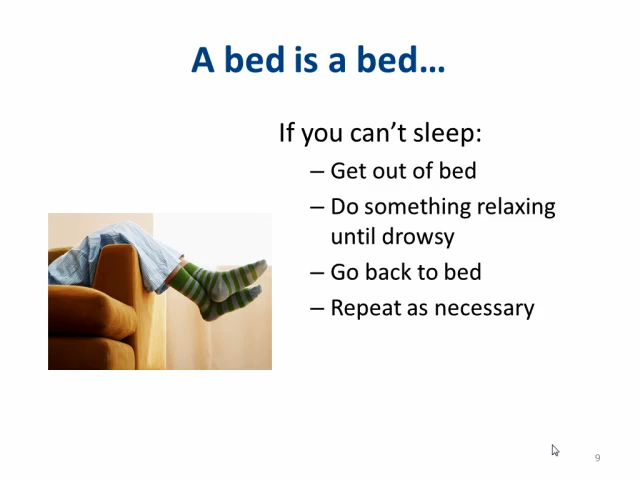 A bed is a bed…
If you can’t sleep:
– Get out of bed
– Do something relaxing
until drowsy
– Go back to bed
– Repeat as necessary
9